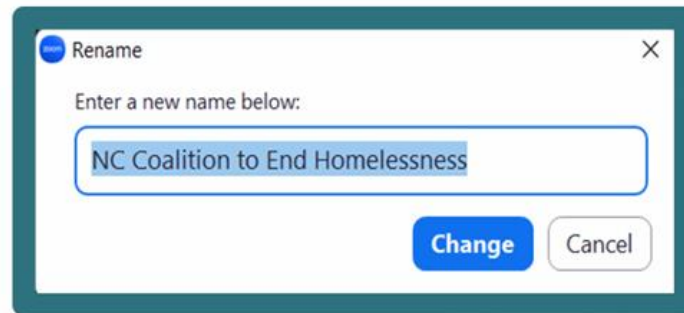 zoom
Rename
Enter a new name below:
NC Coalition to End Homelessness
Change
Cancel